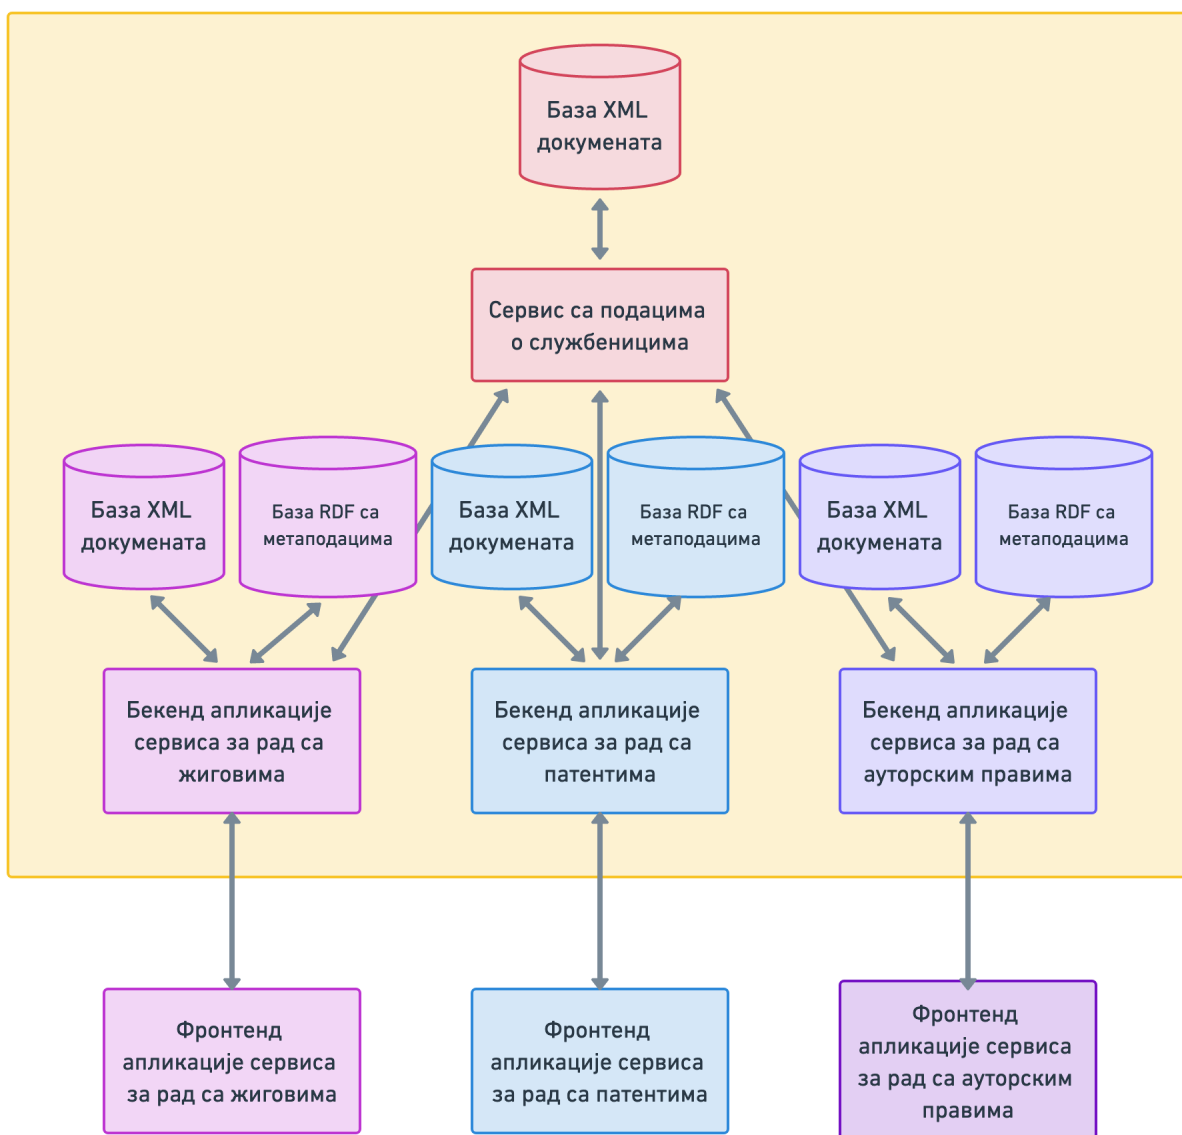 База XML
докумената
Сервис са подацима
о службеницима
База XML
докумената
База RDF са
метаподацима
База XML
докумената
База RDF са
метаподацима
База XML
докумената
База RDF са
метаподацима
Бекенд апликације
сервиса за рад са
жиговима
Бекенд апликације
сервиса за рад са
патентима
Бекенд апликације
сервиса за рад са
ауторским правима
Фронтенд
апликације сервиса
за рад са жиговима
Фронтенд
апликације сервиса
за рад са патентима
Фронтенд
апликације сервиса
за рад са ауторским
правима